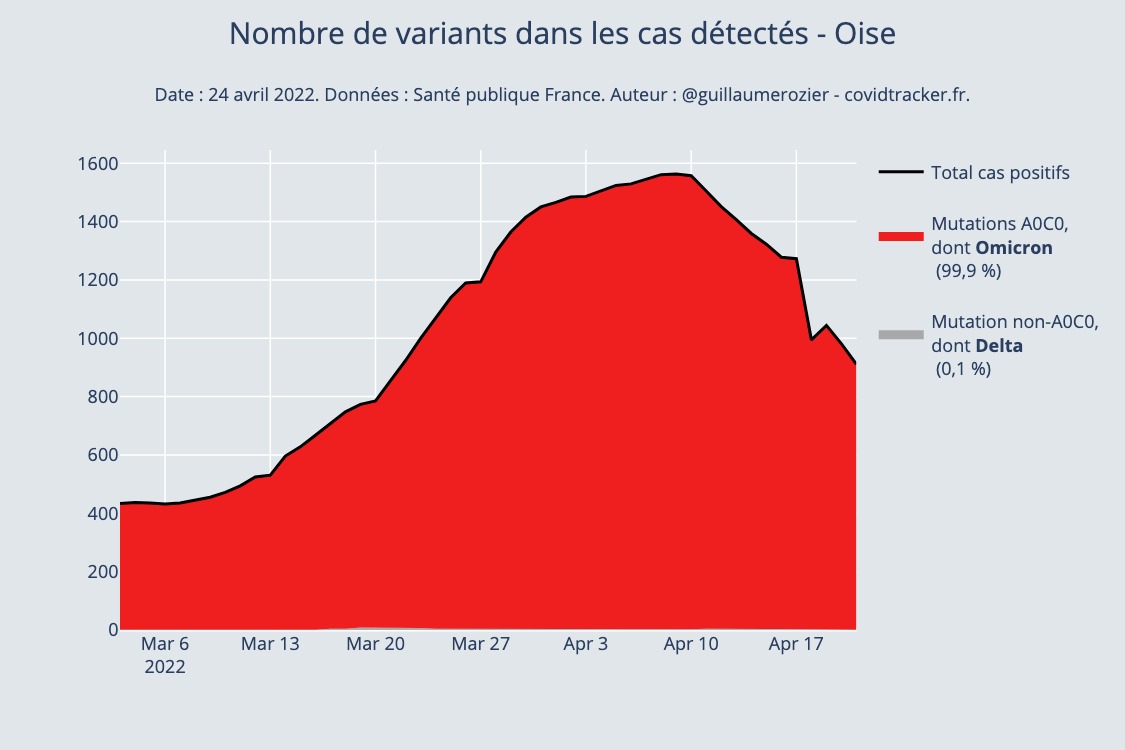 Nombre de variants dans les cas détectés - Oise
Date : 24 avril 2022. Données : Santé publique France. Auteur : @guillaumerozier - covidtracker.fr.
1600
1400
1200
1000
800
600
400
200
0
Mar 6
2022
Mar 13
Mar 20
Mar 27
Apr 3
Apr 10
Apr 17
Total cas positifs
Mutations A0C0,
dont Omicron
(99,9 %)
Mutation non-A0C0,
dont Delta
(0,1 %)